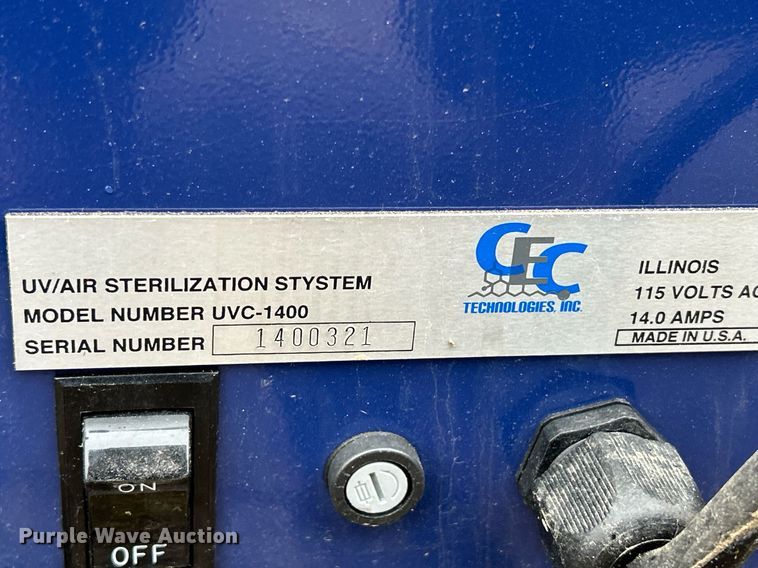 UV/AIR STERILIZATION STYSTEM
MODEL NUMBER UVC-1400
SERIAL NUMBER 1400321
CEC
TECHNOLOGIES, INC.
ILLINOIS
115 VOLTS AC
14.0 AMPS
MADE IN U.S.A.
ON
OFF
Purple Wave Auction